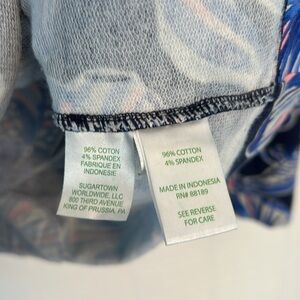 96% COTTON
4% SPANDEX
FABRIQUE EN
INDONESIE
SUGARTOWN
WORLDWIDE, LLC
800 THIRD AVENUE
KING OF PRUSSIA, PA
96% COTTON
4% SPANDEX
MADE IN INDONESIA
RN# 88189
SEE REVERSE
FOR CARE